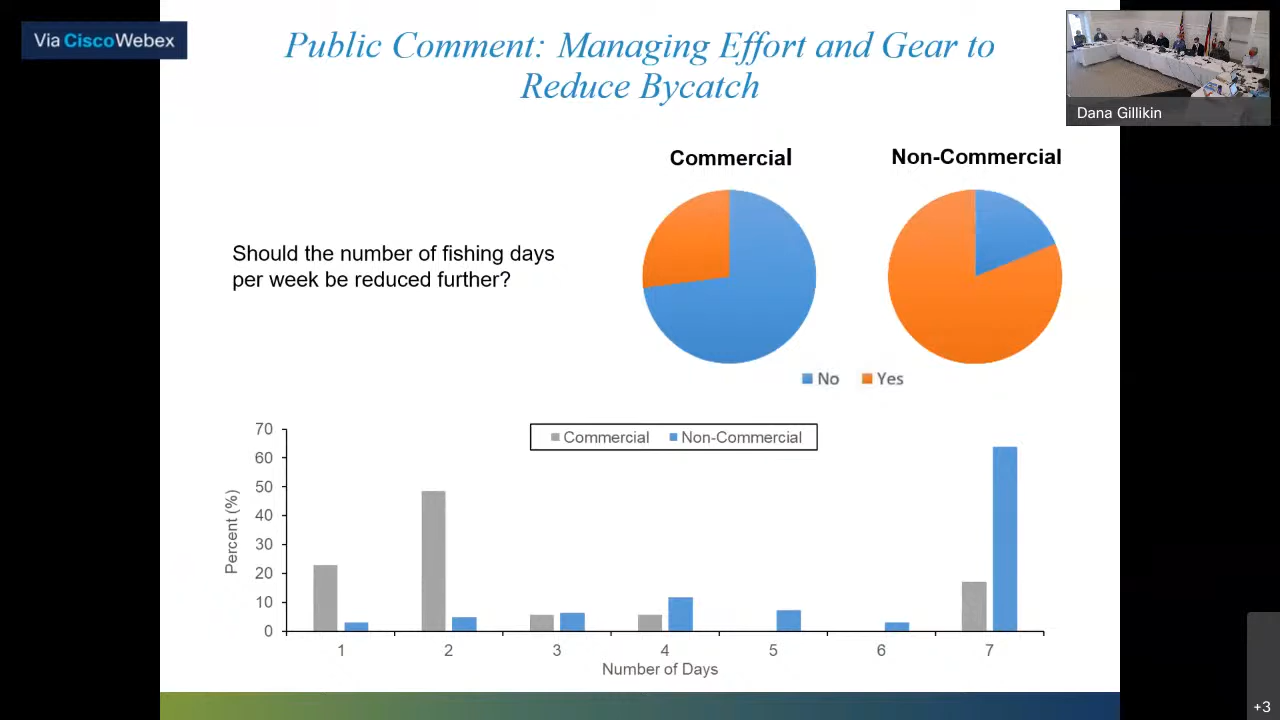 Via Cisco Webex
Public Comment: Managing Effort and Gear to
Reduce Bycatch
Dana Gillikin
Commercial
Non-Commercial
Should the number of fishing days
per week be reduced further?
No
Yes
Commercial
Non-Commercial
Percent (%)
70
60
50
40
30
20
10
0
1
2
3
4
5
6
7
Number of Days
+3